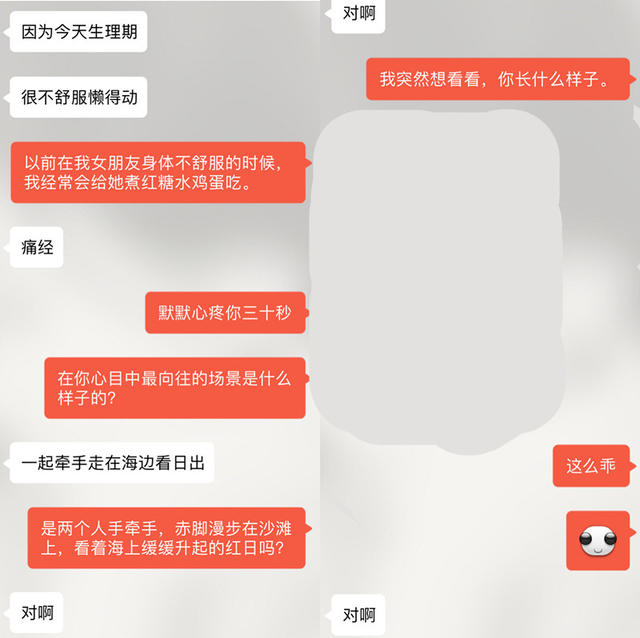 因为今天生理期
很不舒服懒得动
以前在我女朋友身体不舒服的时候，
我经常会给她煮红糖水鸡蛋吃。
痛经
默默心疼你三十秒
在你心目中最向往的场景是什么
样子的？
一起牵手走在海边看日出
是两个人手牵手，赤脚漫步在沙滩
上，看着海上缓缓升起的红日吗？
对啊
对啊
我突然想看看，你长什么样子。
这么乖
对啊